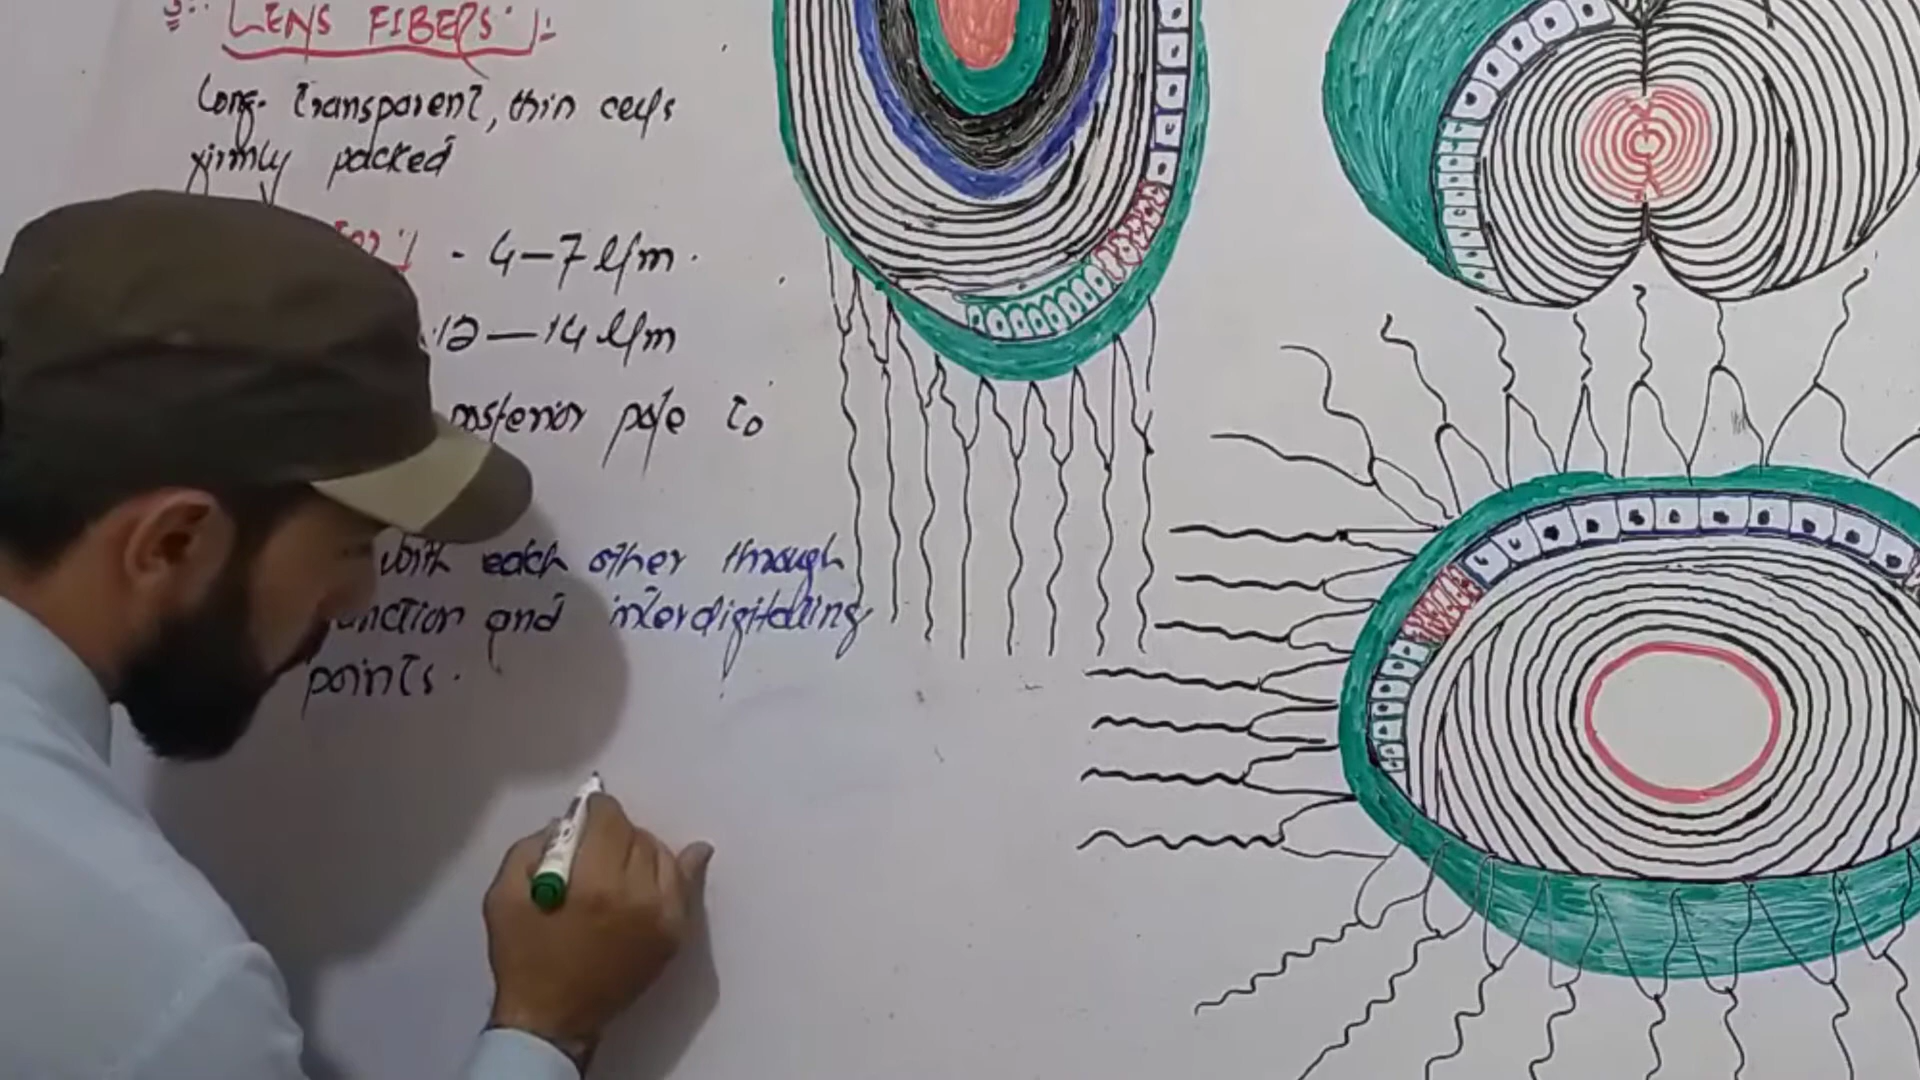 3:- LENS FIBERS :-
Long. transparent, thin cells
firmly packed
- 4-7 μm.
:12-14 μm
posterior pole to
with each other through
junction and interdigitating
points.